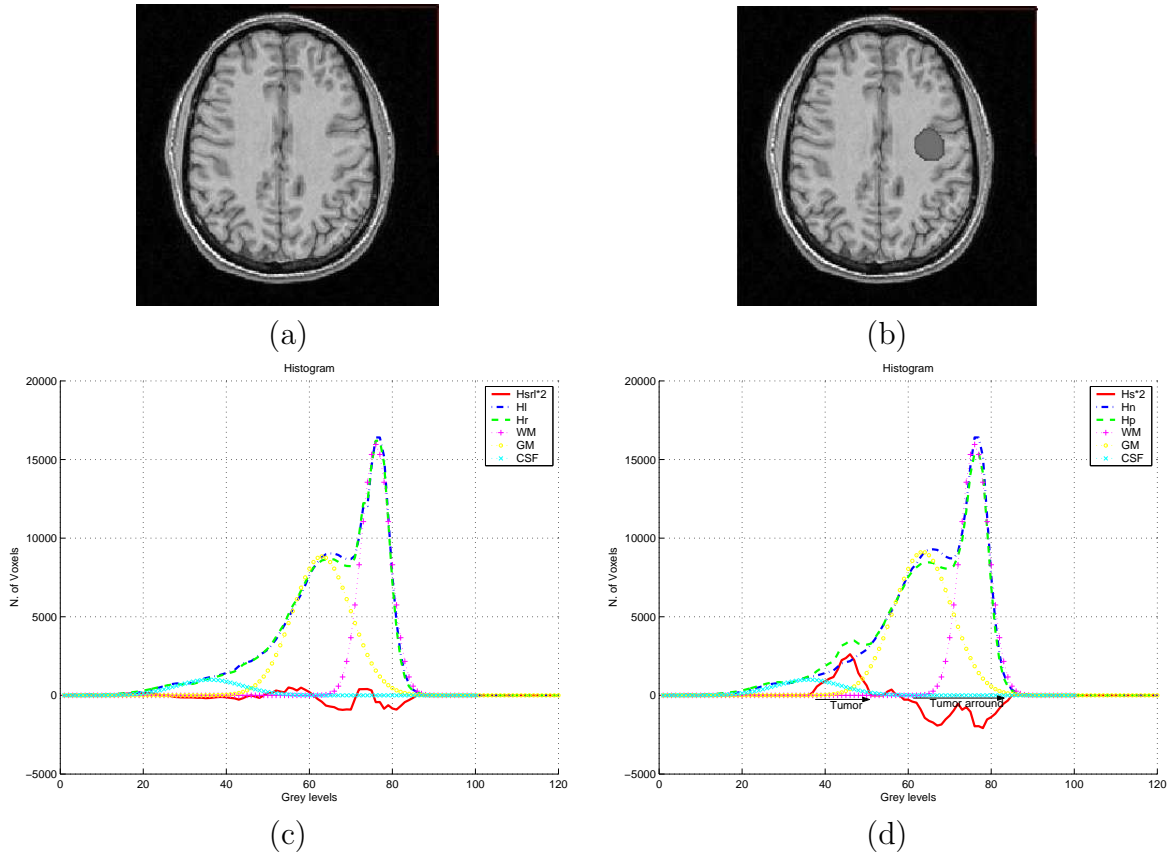 (a)
(b)
Histogram
20000
15000
10000
5000
0
−5000
N. of Voxels
0 20 40 60 80 100 120
Grey levels
Hsrl*2
Hl
Hr
WM
GM
CSF
(c)
Histogram
20000
15000
10000
5000
0
−5000
N. of Voxels
0 20 40 60 80 100 120
Grey levels
Hs*2
Hn
Hp
WM
GM
CSF
Tumor
Tumor arround
(d)